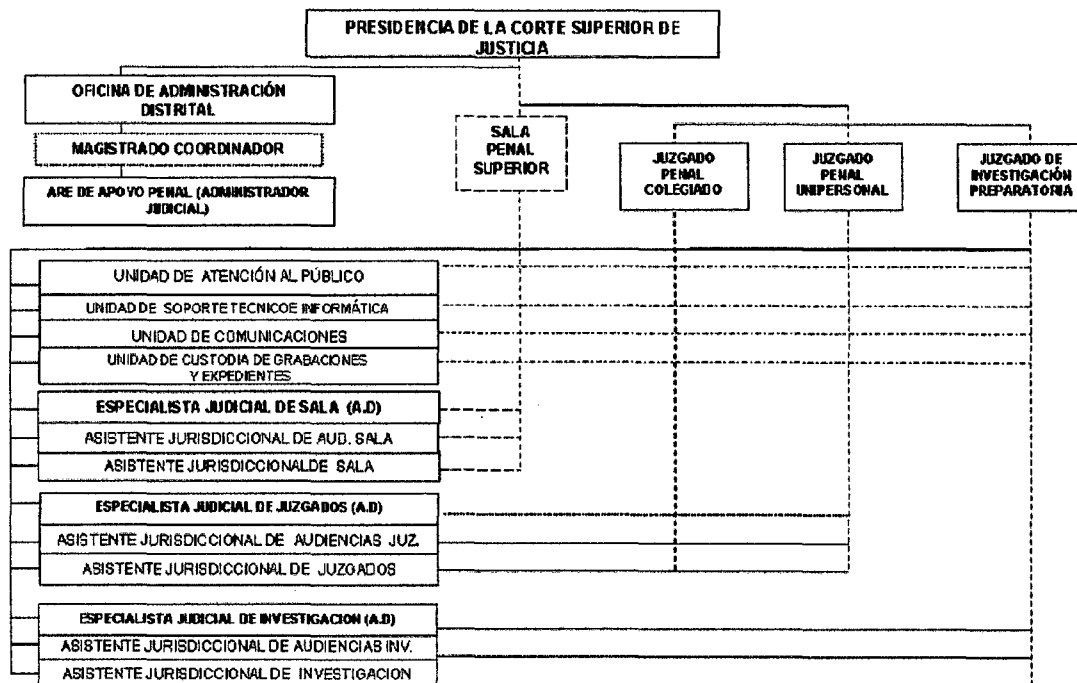 PRESIDENCIA DE LA CORTE SUPERIOR DE
JUSTICIA
OFICINA DE ADMINISTRACIÓN
DISTRITAL
MAGISTRADO COORDINADOR
ARE DE APOYO PENAL (ADMINISTRADOR
JUDICIAL)
SALA
PENAL
SUPERIOR
JUZGADO
PENAL
COLEGIADO
JUZGADO
PENAL
UNIPERSONAL
JUZGADO DE
INVESTIGACIÓN
PREPARATORIA
UNIDAD DE ATENCIÓN AL PÚBLICO
UNIDAD DE SOPORTE TECNICO E INFORMÁTICA
UNIDAD DE COMUNICACIONES
UNIDAD DE CUSTODIA DE GRABACIONES
Y EXPEDIENTES
ESPECIALISTA JUDICIAL DE SALA (A.D)
ASISTENTE JURISDICCIONAL DE AUD. SALA
ASISTENTE JURISDICCIONAL DE SALA
ESPECIALISTA JUDICIAL DE JUZGADOS (A.D)
ASISTENTE JURISDICCIONAL DE AUDIENCIAS JUZ.
ASISTENTE JURISDICCIONAL DE JUZGADOS
ESPECIALISTA JUDICIAL DE INVESTIGACION (A.D)
ASISTENTE JURISDICCIONAL DE AUDIENCIAS INV.
ASISTENTE JURISDICCIONAL DE INVESTIGACION